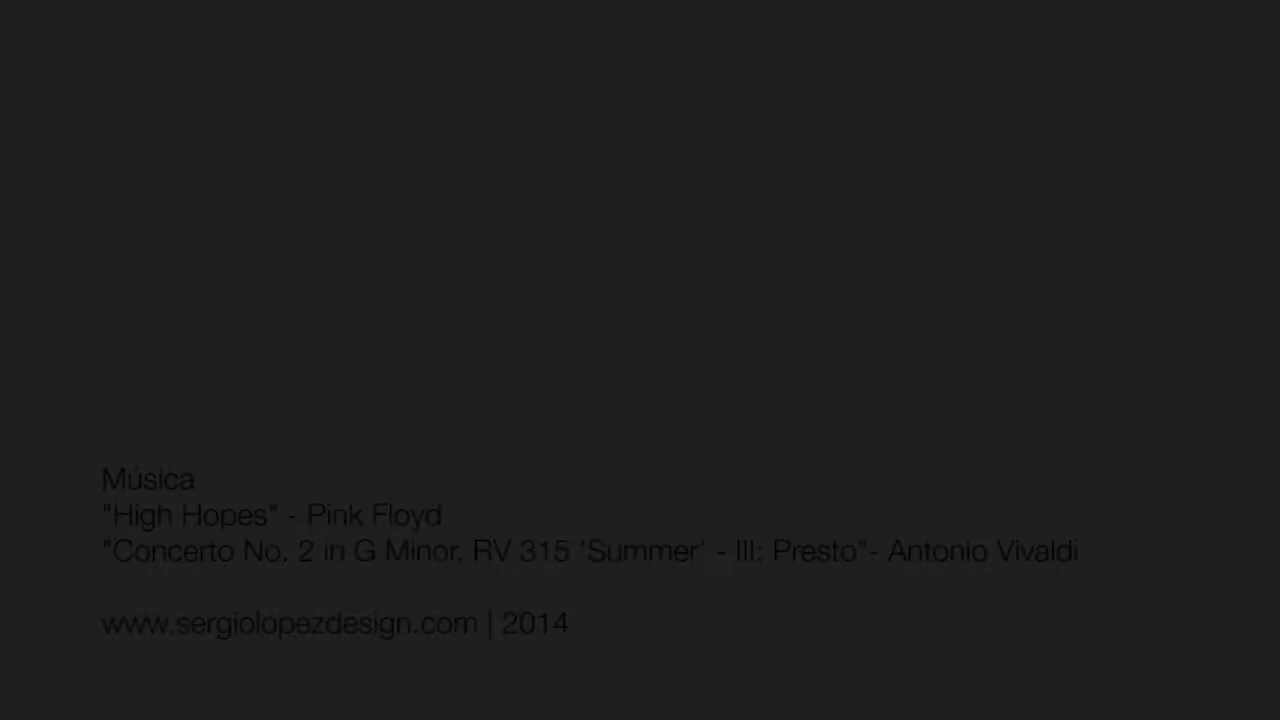 Música
"High Hopes" - Pink Floyd
"Concerto No. 2 in G Minor, RV 315 'Summer' - III: Presto"- Antonio Vivaldi
www.sergiolopezdesign.com | 2014